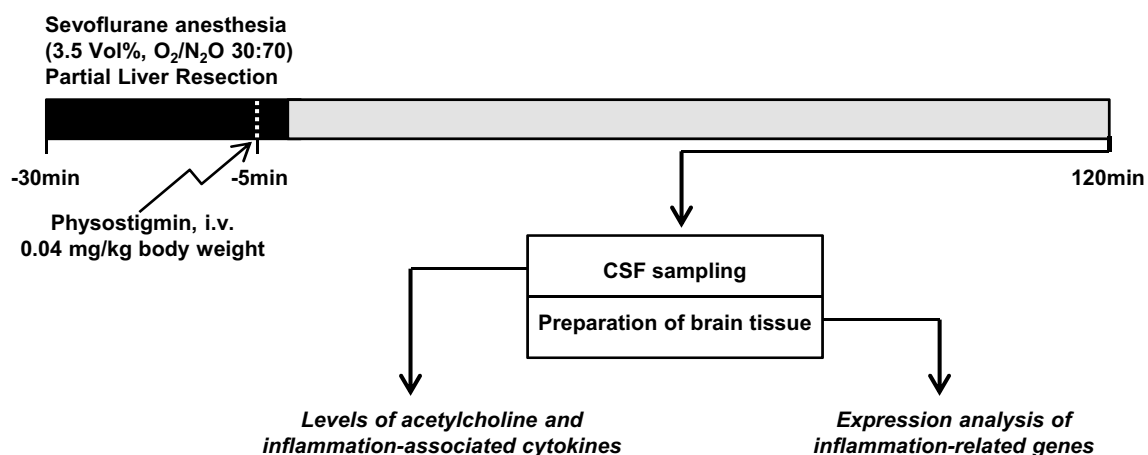 Sevoflurane anesthesia
(3.5 Vol%, O₂/N₂O 30:70)
Partial Liver Resection
-30min
-5min
120min
Physostigmin, i.v.
0.04 mg/kg body weight
CSF sampling
Preparation of brain tissue
Levels of acetylcholine and
inflammation-associated cytokines
Expression analysis of
inflammation-related genes